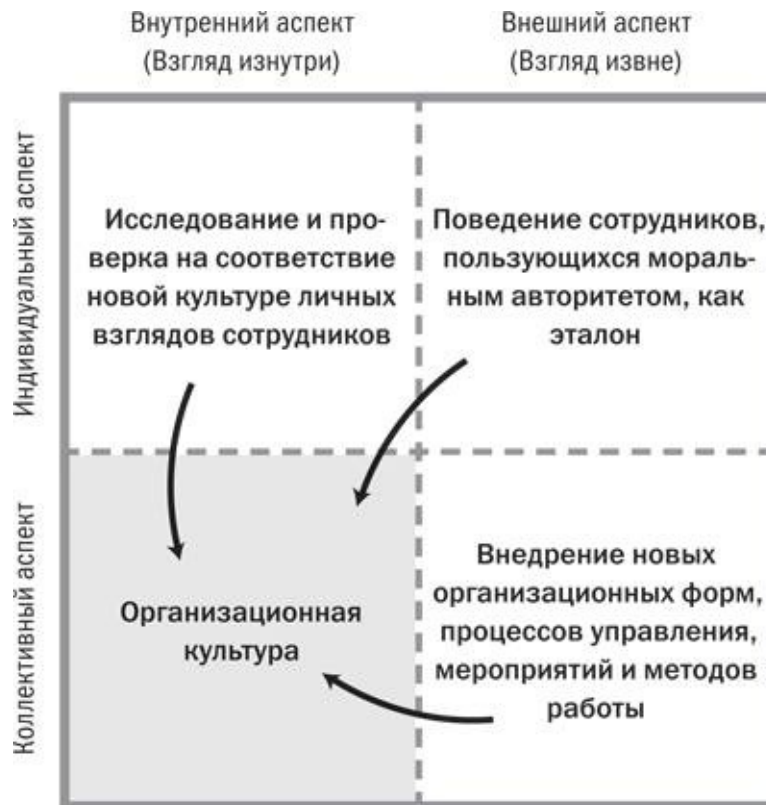 Внутренний аспект
(Взгляд изнутри)
Внешний аспект
(Взгляд извне)
Индивидуальный аспект
Исследование и про-
верка на соответствие
новой культуре личных
взглядов сотрудников
Поведение сотрудников,
пользующихся мораль-
ным авторитетом, как
эталон
Коллективный аспект
Организационная
культура
Внедрение новых
организационных форм,
процессов управления,
мероприятий и методов
работы